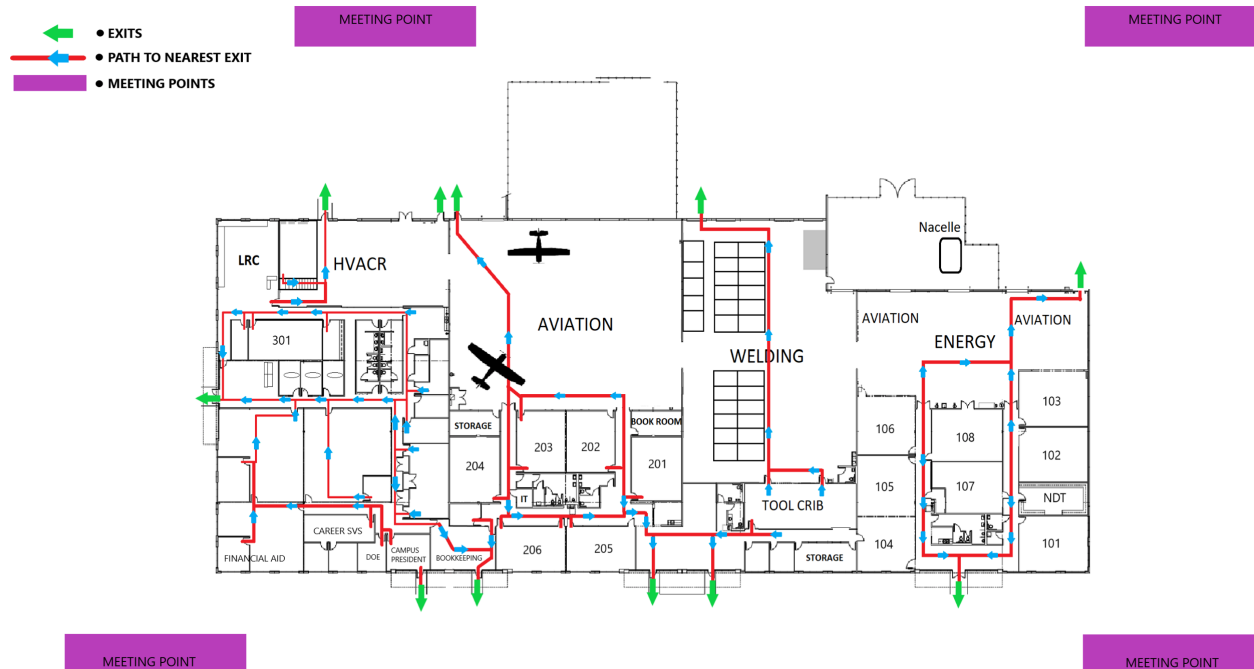 MEETING POINT
MEETING POINT
• EXITS
• PATH TO NEAREST EXIT
• MEETING POINTS
Nacelle
LRC
HVACR
AVIATION
AVIATION
AVIATION
ENERGY
301
WELDING
103
STORAGE
203
202
BOOK ROOM
106
108
204
201
102
105
107
IT
TOOL CRIB
NDT
CAREER SVS
104
101
FINANCIAL AID
DOE
CAMPUS
PRESIDENT
BOOKKEEPING
206
205
STORAGE
MEETING POINT
MEETING POINT